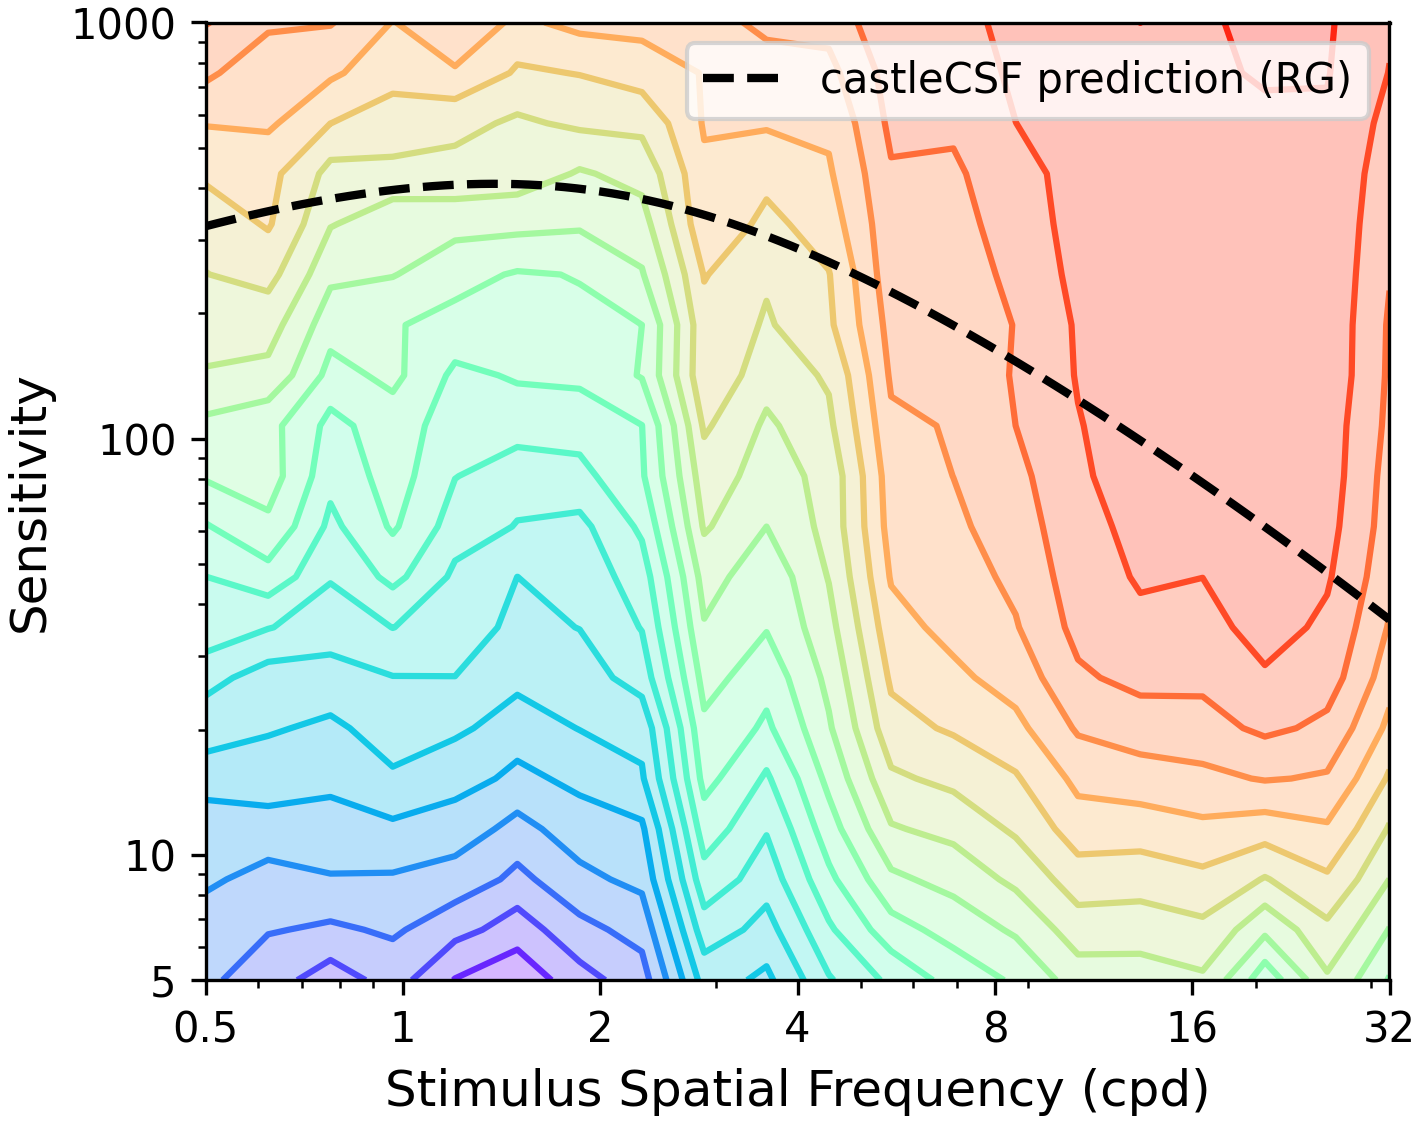 1000
castleCSF prediction (RG)
100
Sensitivity
10
5
0.5 1 2 4 8 16 32
Stimulus Spatial Frequency (cpd)